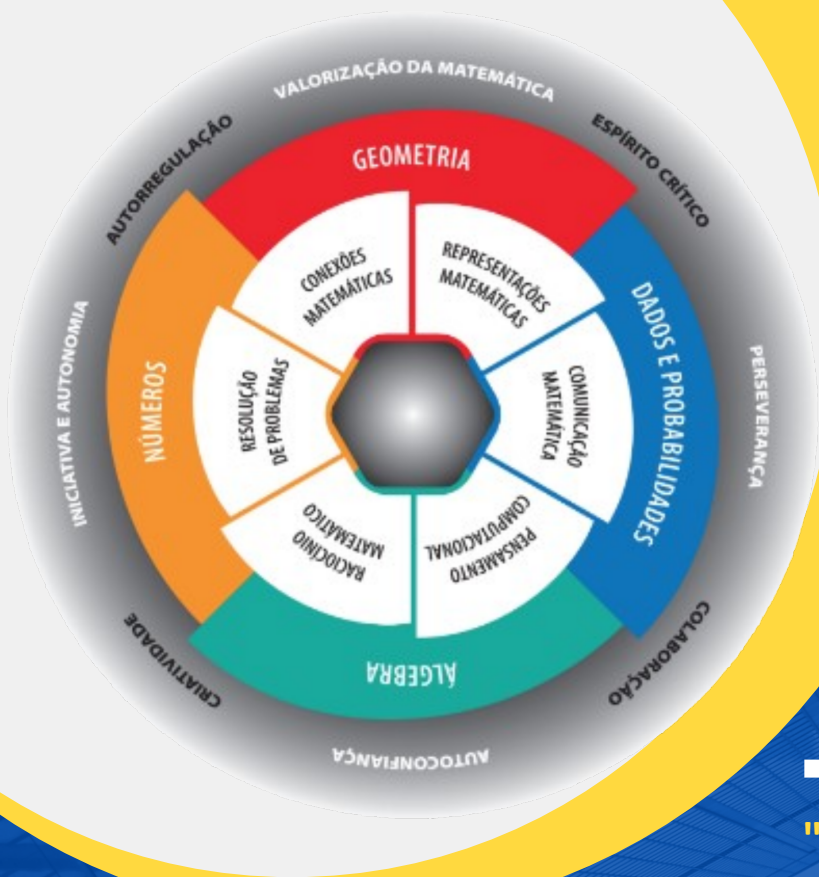 VALORIZAÇÃO DA MATEMÁTICA
ESPÍRITO CRÍTICO
PERSEVERANÇA
COLABORAÇÃO
AUTOCONFIANÇA
CRIATIVIDADE
INICIATIVA E AUTONOMIA
AUTORREGULAÇÃO
GEOMETRIA
DADOS E PROBABILIDADES
ÁLGEBRA
NÚMEROS
CONEXÕES
MATEMÁTICAS
REPRESENTAÇÕES
MATEMÁTICAS
COMUNICAÇÃO
MATEMÁTICA
PENSAMENTO
COMPUTACIONAL
RACIOCÍNIO
MATEMÁTICO
RESOLUÇÃO
DE PROBLEMAS
"